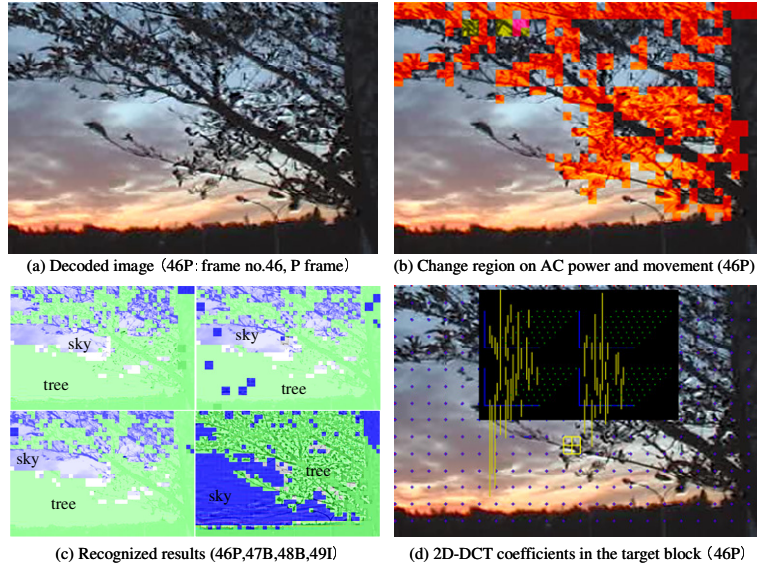 (a) Decoded image (46P: frame no.46, P frame)
(b) Change region on AC power and movement (46P)
sky
tree
sky
tree
sky
tree
tree
sky
(c) Recognized results (46P,47B,48B,49I)
(d) 2D-DCT coefficients in the target block (46P)